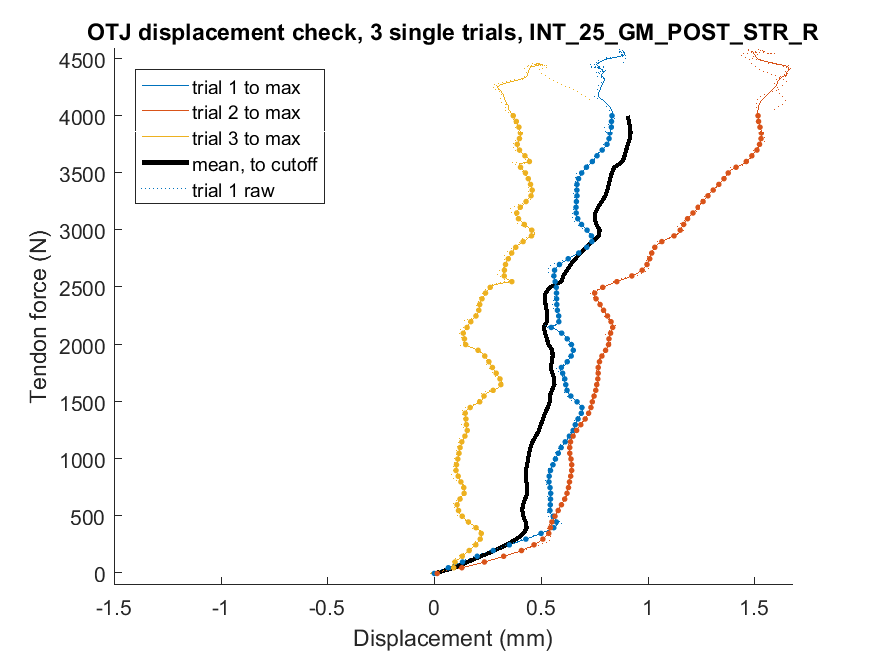 OTJ displacement check, 3 single trials, INT_25_GM_POST_STR_R
4500
4000
3500
3000
2500
2000
1500
1000
500
0
Tendon force (N)
trial 1 to max
trial 2 to max
trial 3 to max
mean, to cutoff
trial 1 raw
-1.5
-1
-0.5
0
0.5
1
1.5
Displacement (mm)